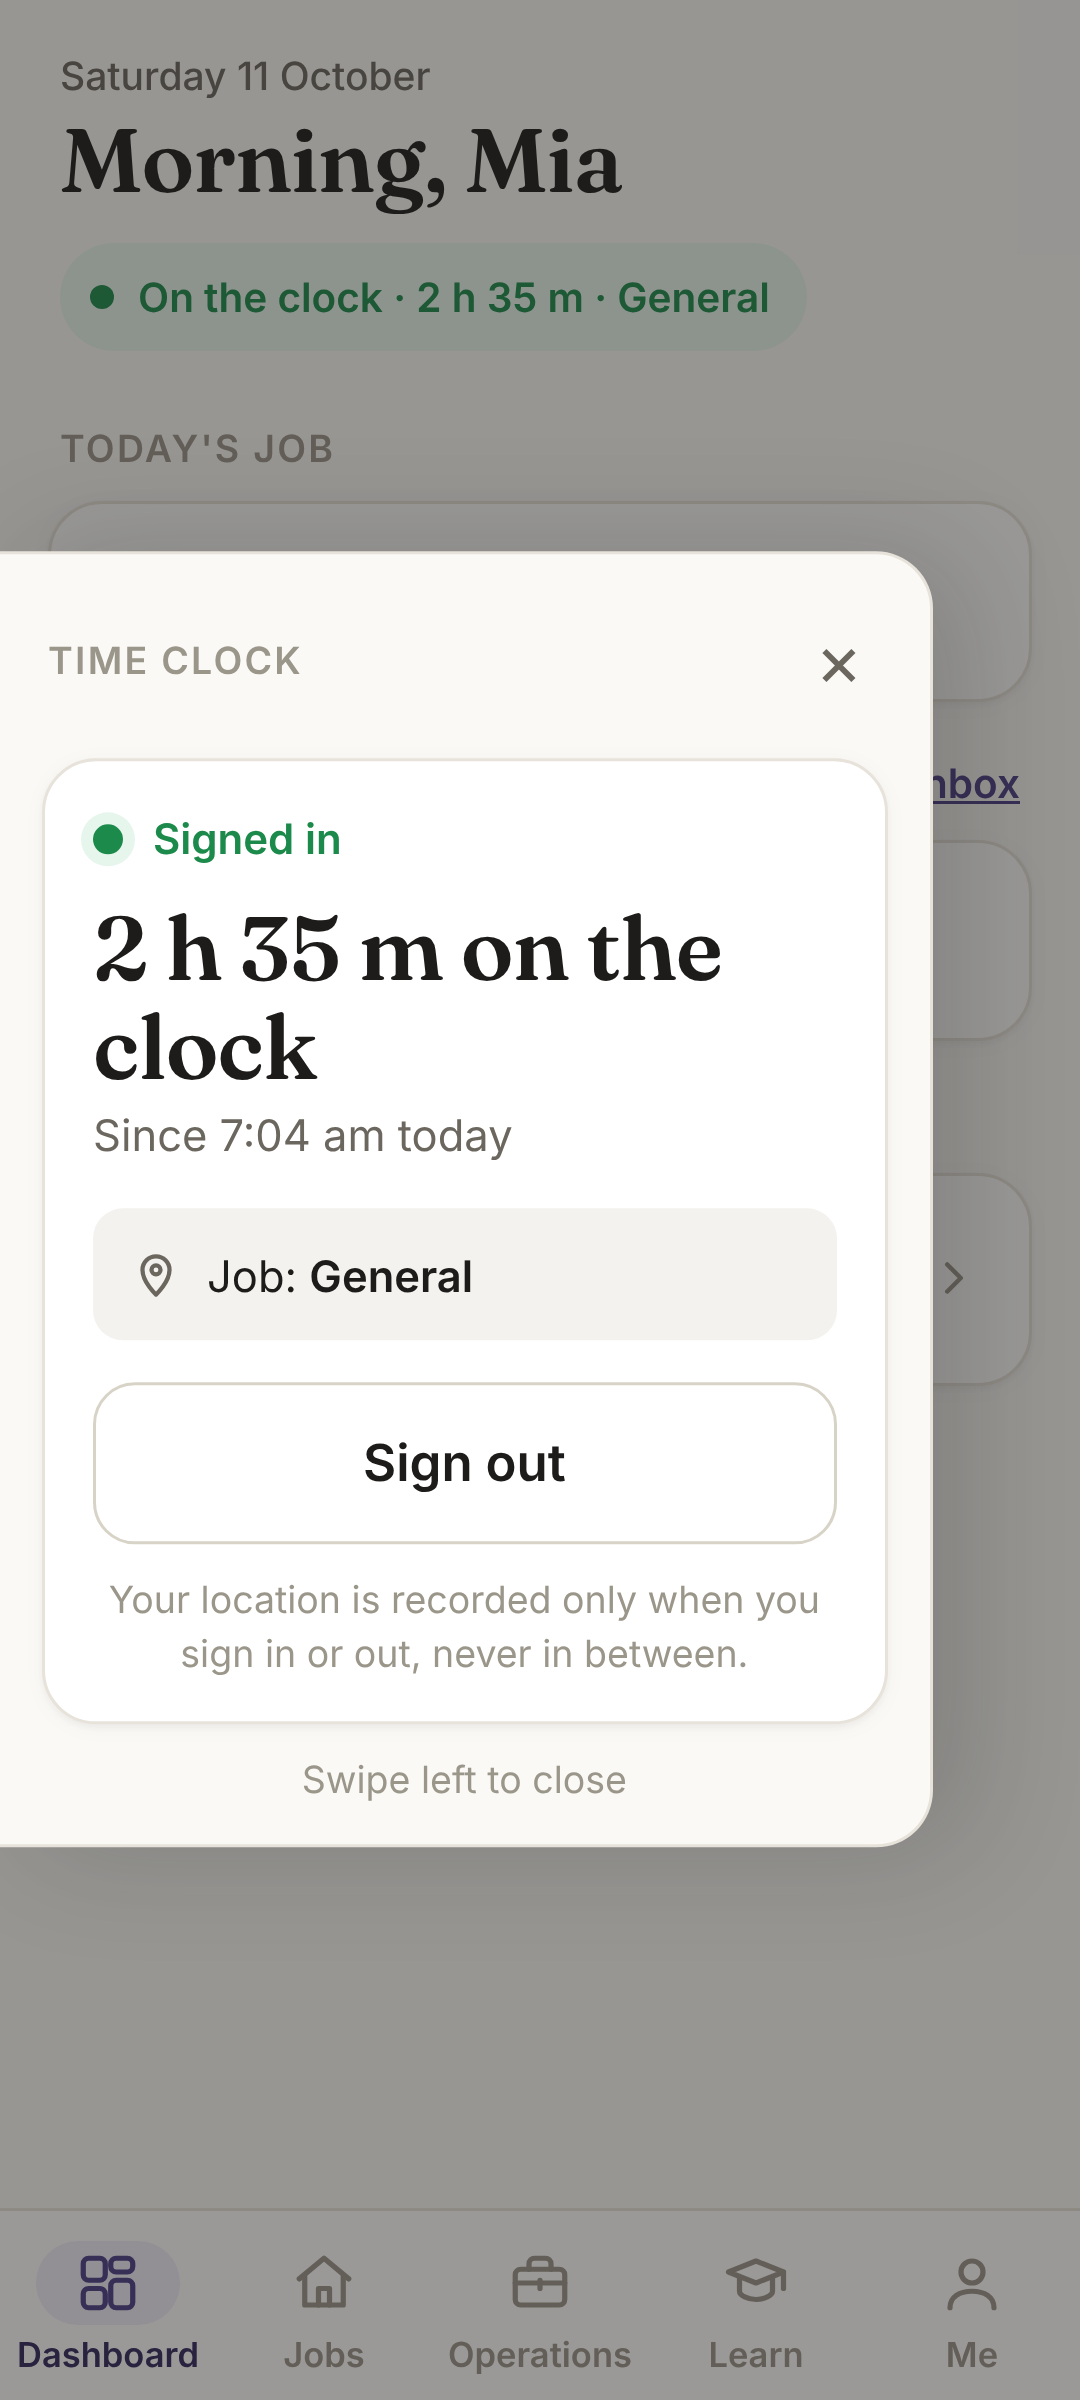 Saturday 11 October
Morning, Mia
On the clock · 2 h 35 m · General
TODAY'S JOB
TIME CLOCK
Signed in
2 h 35 m on the
clock
Since 7:04 am today
Job: General
Sign out
Your location is recorded only when you
sign in or out, never in between.
Swipe left to close
Dashboard
Jobs
Operations
Learn
Me